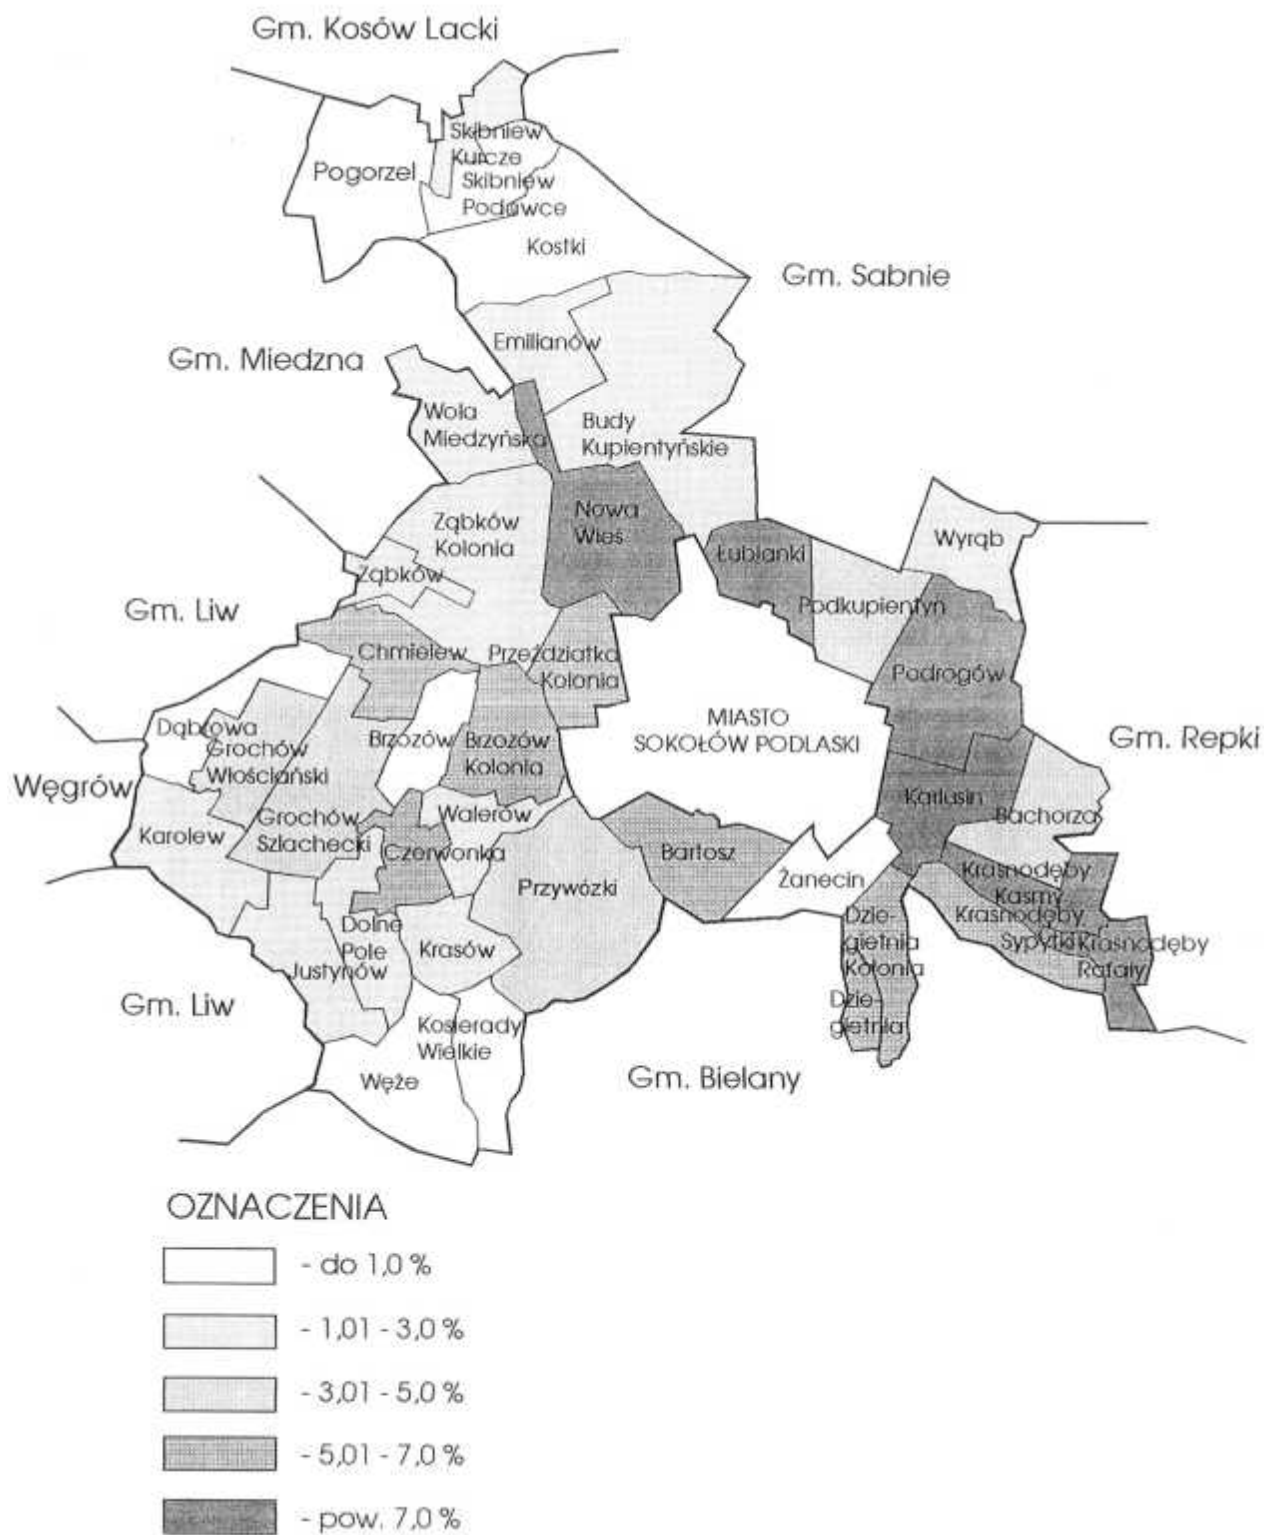 Gm. Kosów Lacki
Skibniew
Kurcze
Pogorzel
Skibniew
Podawce
Kostki
Gm. Sabnie
Emilianów
Gm. Miedzna
Wola
Miedzyńska
Budy
Kupientyńskie
Nowa
Wieś
Ząbków
Kolonia
Wyrąb
Łubianki
Ząbków
Podkupientyn
Gm. Liw
Chmielew
Przeździatka
Kolonia
Podrogów
MIASTO
SOKOŁÓW PODLASKI
Dąbrowa
Grochów
Włościański
Brzozów
Brzozów
Kolonia
Gm. Repki
Węgrów
Karlusin
Bachorza
Karolew
Grochów
Szlachecki
Walerów
Czerwonka
Bartosz
Przywózki
Żanecin
Krasnodęby
Kasmy
Krasnodęby
Sypytki
Krasnodęby
Rafały
Dolne
Pole
Krasów
Justynów
Dzie-
gietnia
Kolonia
Dzie-
gietnia
Gm. Liw
Kosierady
Wielkie
Węże
Gm. Bielany
OZNACZENIA
- do 1,0 %
- 1,01 - 3,0 %
- 3,01 - 5,0 %
- 5,01 - 7,0 %
- pow. 7,0 %